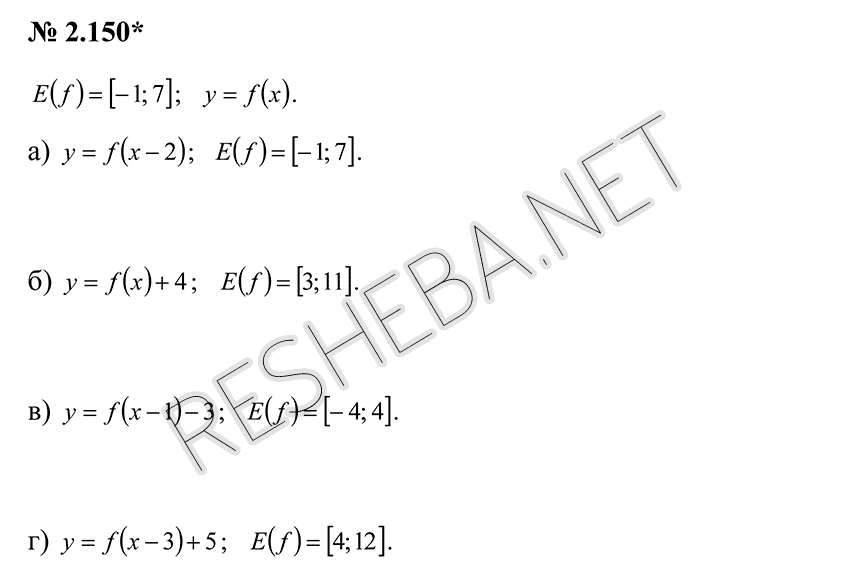 № 2.150*
E(f)=[−1; 7];   y = f(x).
а) y = f(x − 2);   E(f)=[−1; 7].
б) y = f(x)+ 4;   E(f)=[3;11].
в) y = f(x −1)−3;   E(f)=[−4; 4].
г) y = f(x −3)+5;   E(f)=[4;12].
RESHEBA.NET